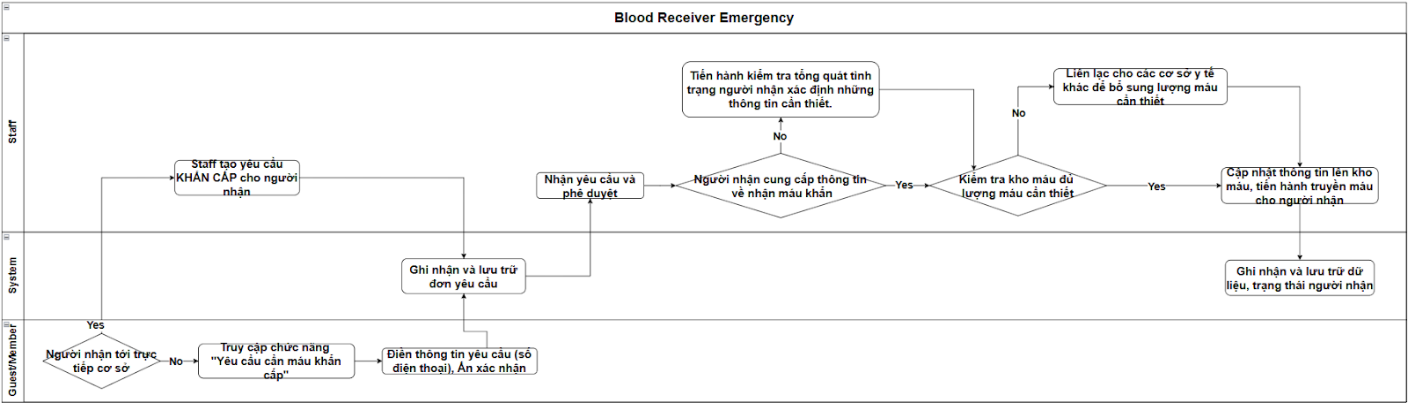 Blood Receiver Emergency
Staff
Tiến hành kiểm tra tổng quát tình
trạng người nhận xác định những
thông tin cần thiết.
Liên lạc cho các cơ sở y tế
khác để bổ sung lượng máu
cần thiết
No
No
Staff tạo yêu cầu
KHẨN CẤP cho người
nhận
Nhận yêu cầu và
phê duyệt
Người nhận cung cấp thông tin
về nhận máu khẩn
Yes
Kiểm tra kho máu đủ
lượng máu cần thiết
Yes
Cập nhật thông tin lên kho
máu, tiến hành truyền máu
cho người nhận
System
Ghi nhận và lưu trữ
đơn yêu cầu
Ghi nhận và lưu trữ dữ
liệu, trạng thái người nhận
Guest/Member
Yes
Người nhận tới trực
tiếp cơ sở
No
Truy cập chức năng
"Yêu cầu cần máu khẩn
cấp"
Điền thông tin yêu cầu (số
điện thoại), Ấn xác nhận